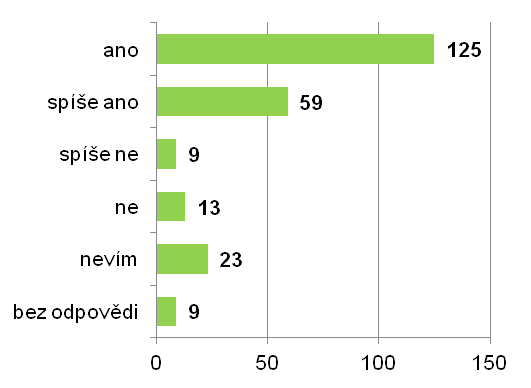 ano 125
spíše ano 59
spíše ne 9
ne 13
nevím 23
bez odpovědi 9
0 50 100 150